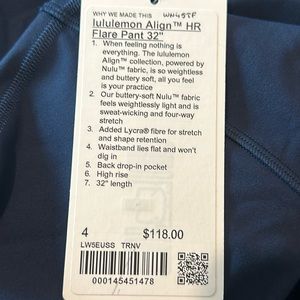 WHY WE MADE THIS
lululemon Align™ HR
Flare Pant 32"
1. When feeling nothing is
everything. The lululemon
Align™ collection, powered by
Nulu™ fabric, is so weightless
and buttery soft, all you feel
is your practice
2. Our buttery-soft Nulu™ fabric
feels weightlessly light and is
sweat-wicking and four-way
stretch
3. Added Lycra® fibre for stretch
and shape retention
4. Waistband lies flat and won't
dig in
5. Back drop-in pocket
6. High rise
7. 32" length
4 $118.00
LW5EUSS TRNV
000145451478